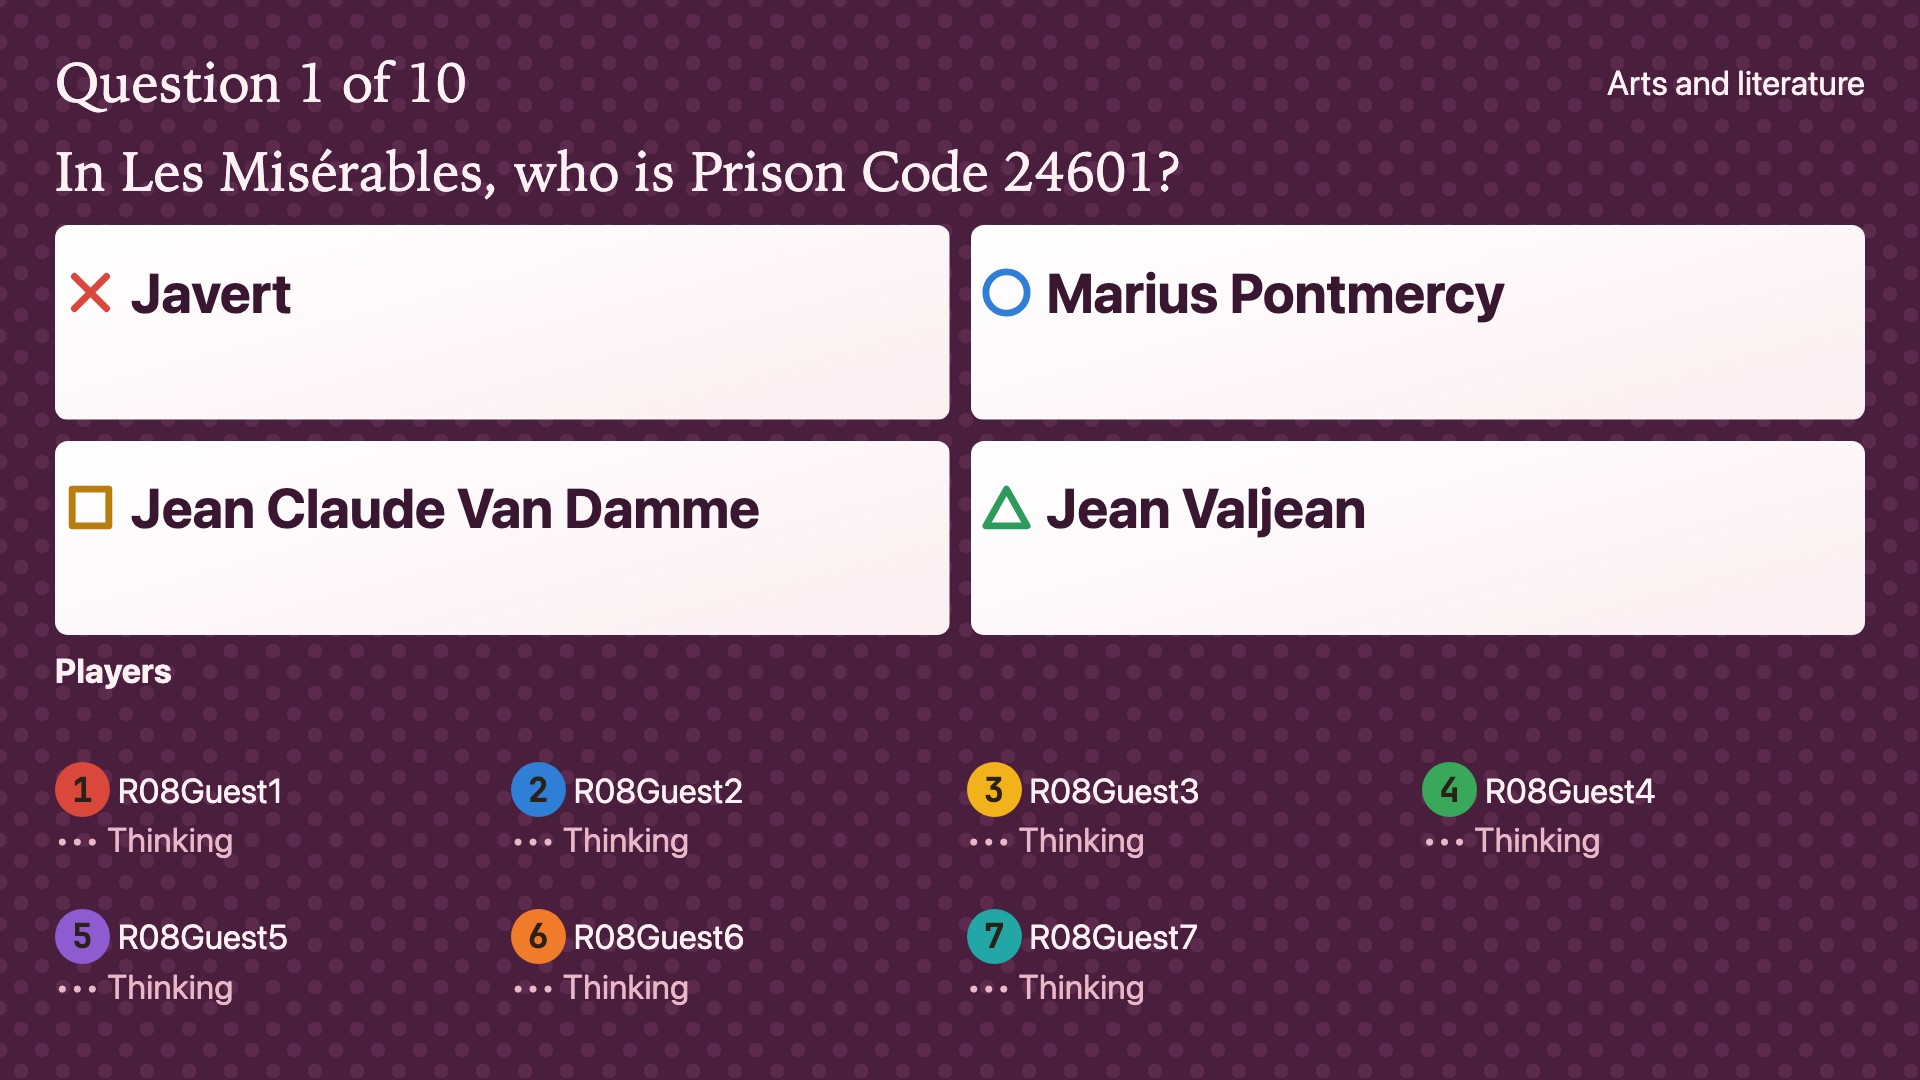 Question 1 of 10
Arts and literature
In Les Misérables, who is Prison Code 24601?
Javert
Marius Pontmercy
Jean Claude Van Damme
Jean Valjean
Players
1 R08Guest1
2 R08Guest2
3 R08Guest3
4 R08Guest4
••• Thinking
••• Thinking
••• Thinking
••• Thinking
5 R08Guest5
6 R08Guest6
7 R08Guest7
••• Thinking
••• Thinking
••• Thinking